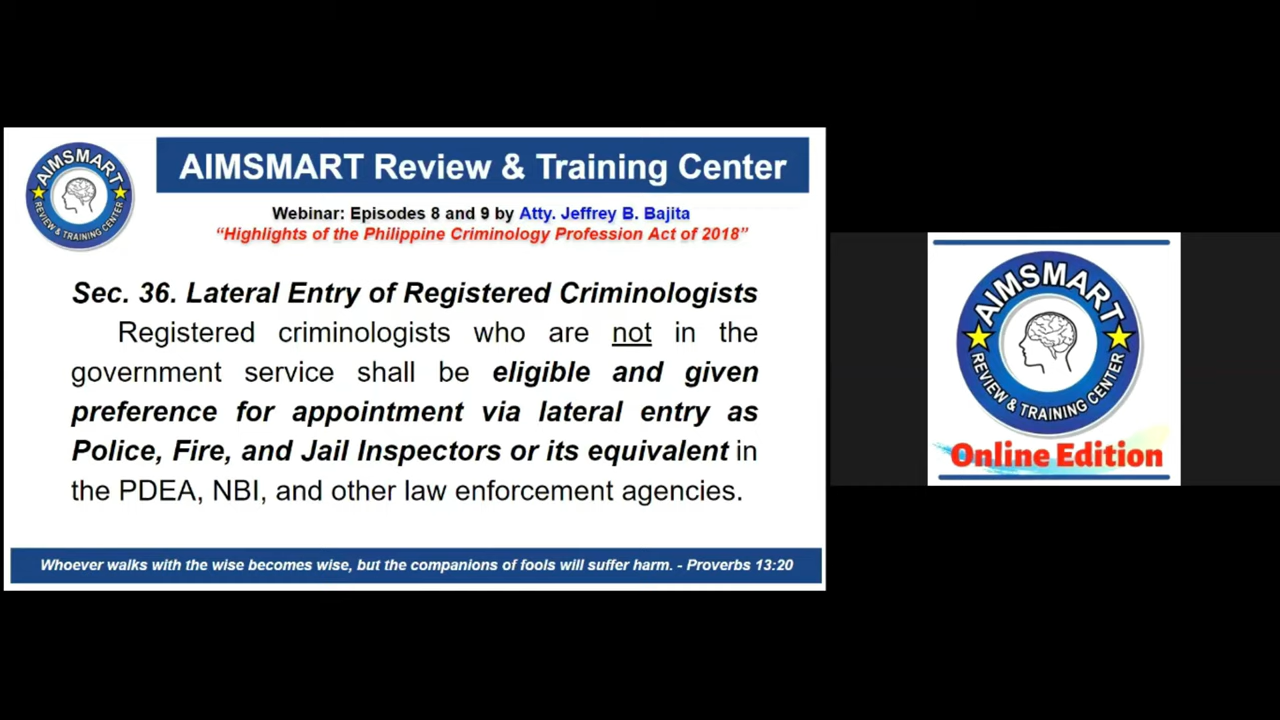 AIMSMART
REVIEW & TRAINING CENTER
AIMSMART Review & Training Center
Webinar: Episodes 8 and 9 by Atty. Jeffrey B. Bajita
“Highlights of the Philippine Criminology Profession Act of 2018”
Sec. 36. Lateral Entry of Registered Criminologists
Registered criminologists who are not in the
government service shall be eligible and given
preference for appointment via lateral entry as
Police, Fire, and Jail Inspectors or its equivalent in
the PDEA, NBI, and other law enforcement agencies.
Whoever walks with the wise becomes wise, but the companions of fools will suffer harm. - Proverbs 13:20
AIMSMART
REVIEW & TRAINING CENTER
Online Edition